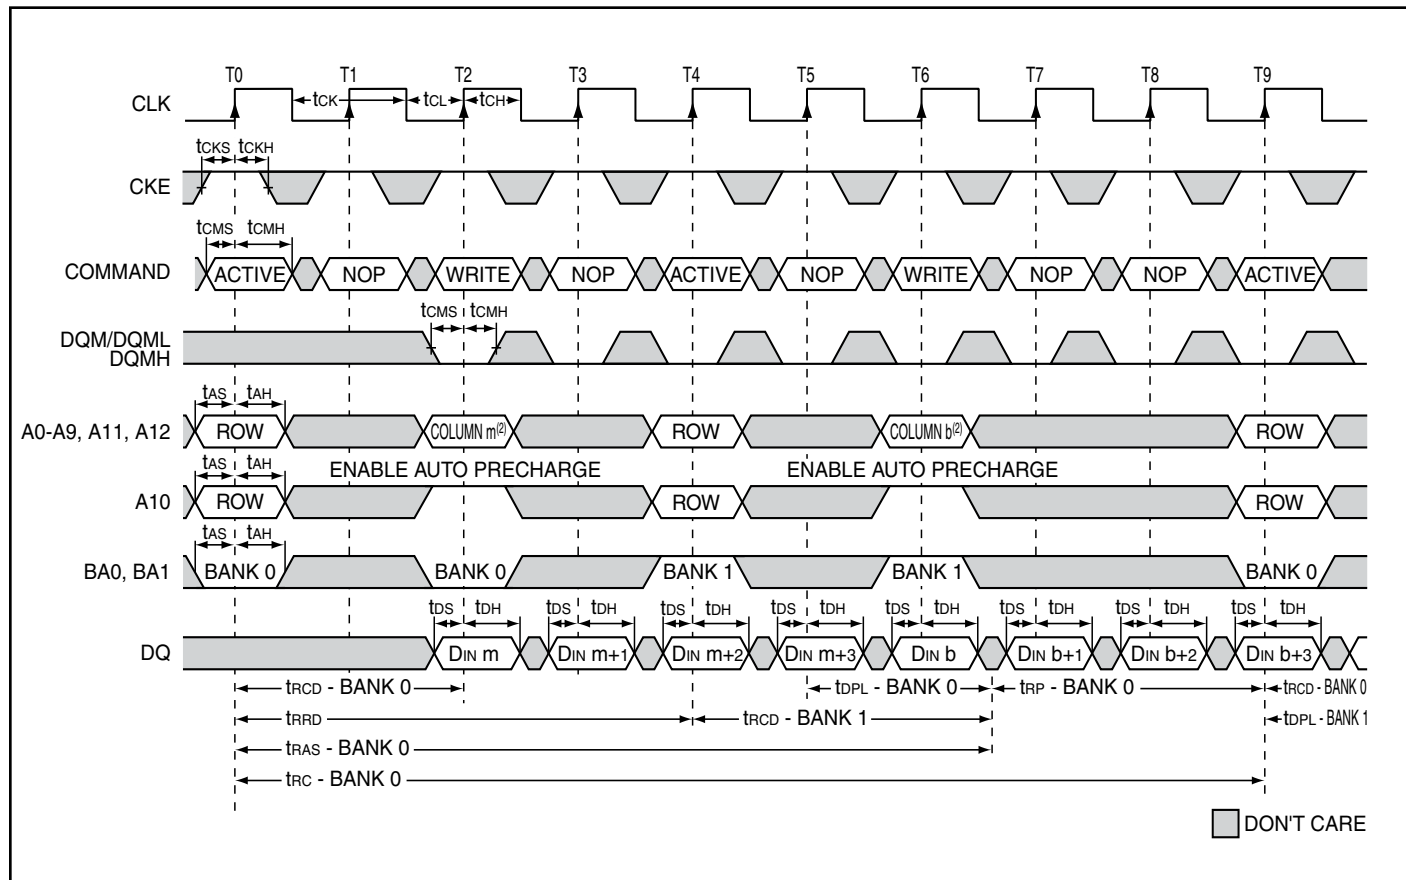 T0 T1 T2 T3 T4 T5 T6 T7 T8 T9
CLK tCK tCL tCH
tCKS tCKH
CKE
tCMS tCMH
COMMAND ACTIVE NOP WRITE NOP ACTIVE NOP WRITE NOP NOP ACTIVE
tCMS tCMH
DQM/DQML
DQMH
tAS tAH
A0-A9, A11, A12 ROW COLUMN m(2) ROW COLUMN b(2) ROW
tAS tAH ENABLE AUTO PRECHARGE ENABLE AUTO PRECHARGE
A10 ROW ROW ROW
tAS tAH
BA0, BA1 BANK 0 BANK 0 BANK 1 BANK 1 BANK 0
tDS tDH tDS tDH tDS tDH tDS tDH tDS tDH tDS tDH tDS tDH tDS tDH
DQ DIN m DIN m+1 DIN m+2 DIN m+3 DIN b DIN b+1 DIN b+2 DIN b+3
tRCD - BANK 0 tDPL - BANK 0 tRP - BANK 0 tRCD - BANK 0
tRRD tRCD - BANK 1 tDPL - BANK 1
tRAS - BANK 0
tRC - BANK 0
DON'T CARE